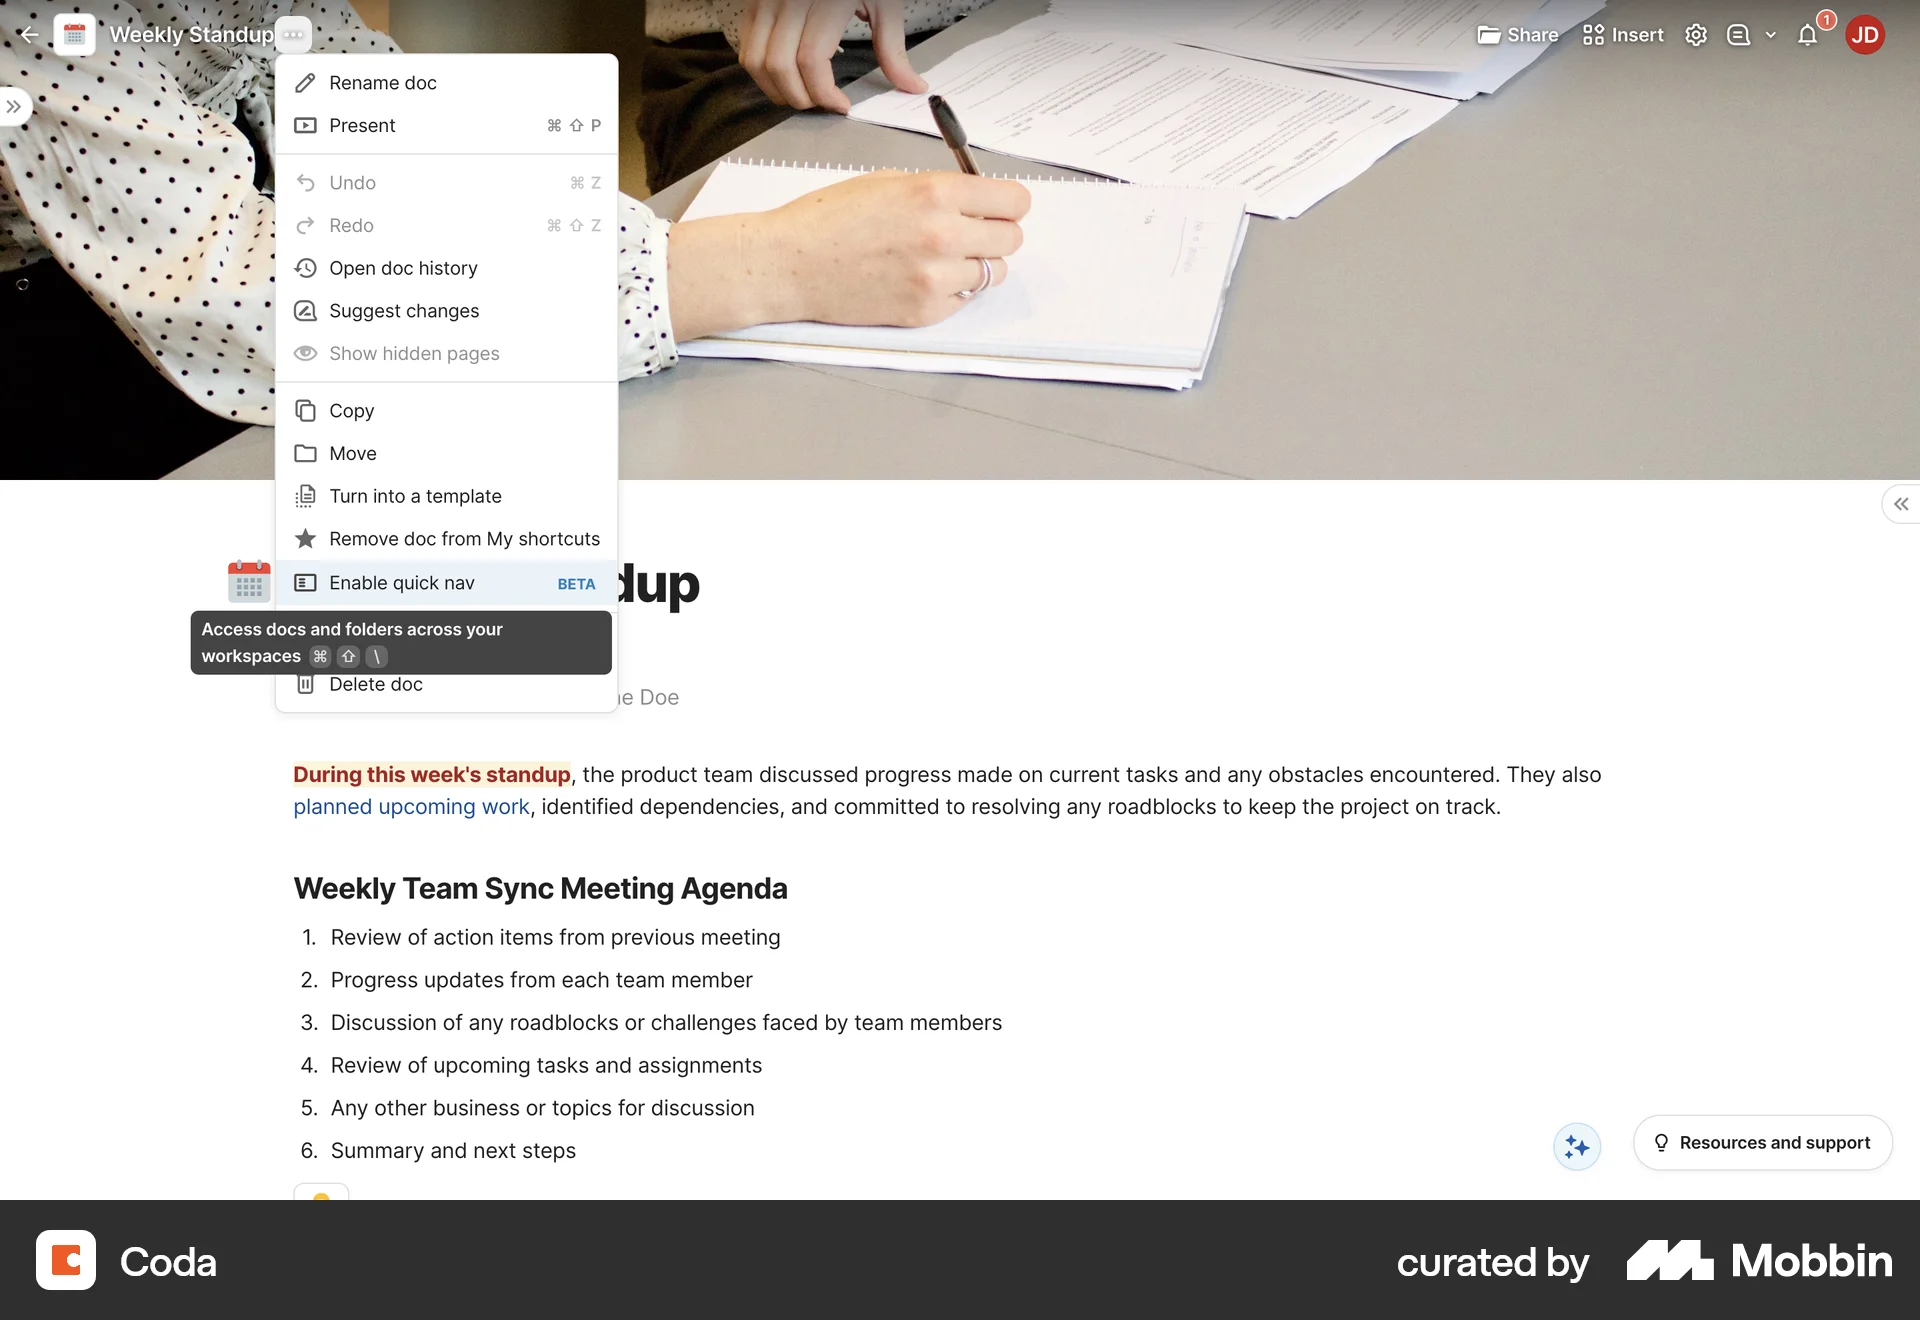 Weekly Standup
Share
Insert
1
JD
Rename doc
Present ⌘ ⇧ P
Undo ⌘ Z
Redo ⌘ ⇧ Z
Open doc history
Suggest changes
Show hidden pages
Copy
Move
Turn into a template
Remove doc from My shortcuts
Enable quick nav BETA
Access docs and folders across your
workspaces ⌘ ⇧ \
Delete doc
dup
e Doe
During this week's standup, the product team discussed progress made on current tasks and any obstacles encountered. They also
planned upcoming work, identified dependencies, and committed to resolving any roadblocks to keep the project on track.
Weekly Team Sync Meeting Agenda
1. Review of action items from previous meeting
2. Progress updates from each team member
3. Discussion of any roadblocks or challenges faced by team members
4. Review of upcoming tasks and assignments
5. Any other business or topics for discussion
6. Summary and next steps
Resources and support
Coda
curated by Mobbin